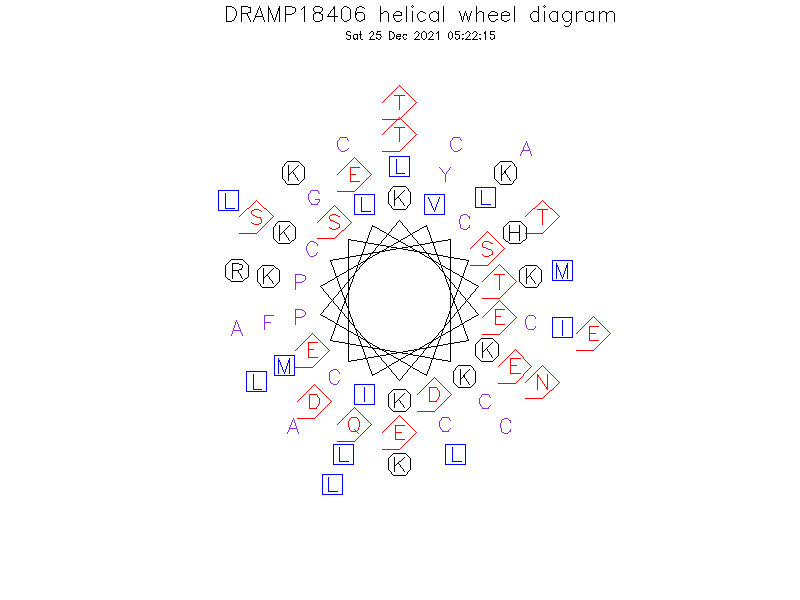 DRAMP18406 helical wheel diagram
Sat 25 Dec 2021 05:22:15
T
T
C C A
L
K E Y K
L G L V L K
S S C H T
K C S
R K P T K M
A F P E C I E
E K
L M C K E N
D I K D C
A Q E C C
L K L
L